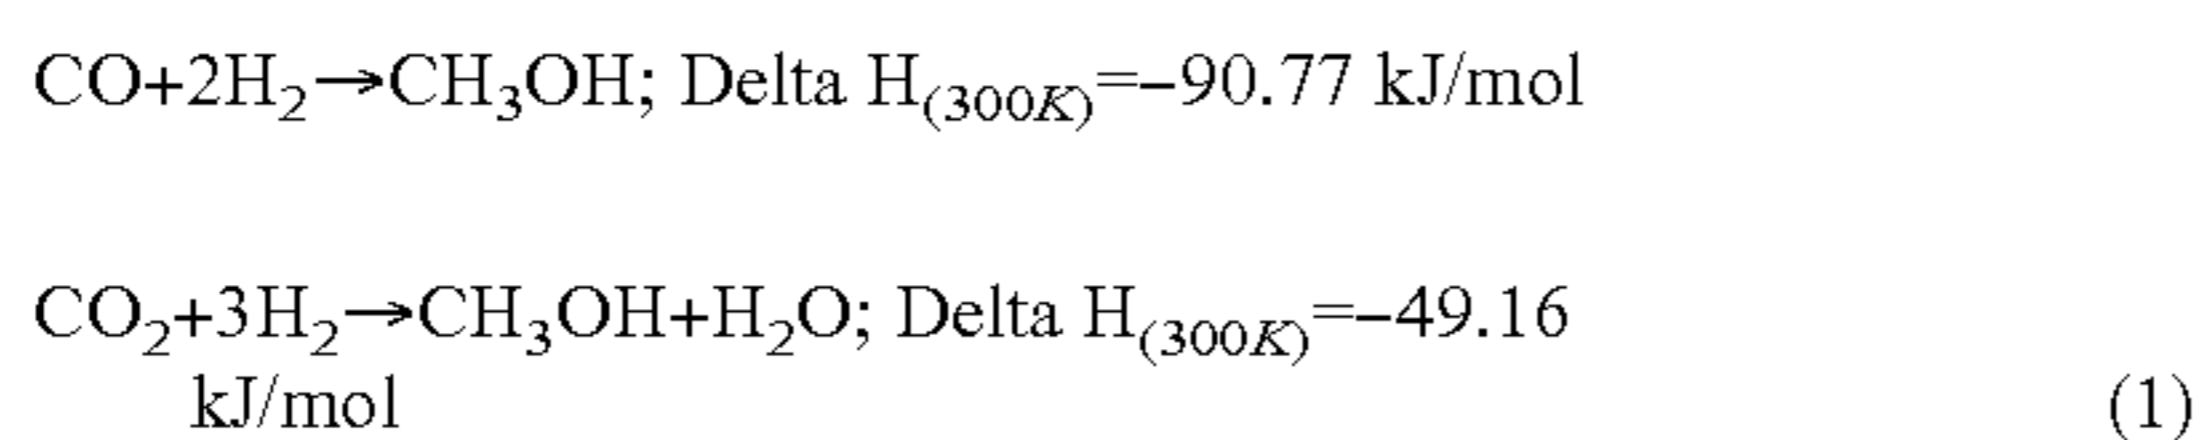 CO+2H₂→CH₃OH; Delta H₍₃₀₀K₎=–90.77 kJ/mol
CO₂+3H₂→CH₃OH+H₂O; Delta H₍₃₀₀K₎=–49.16
kJ/mol (1)